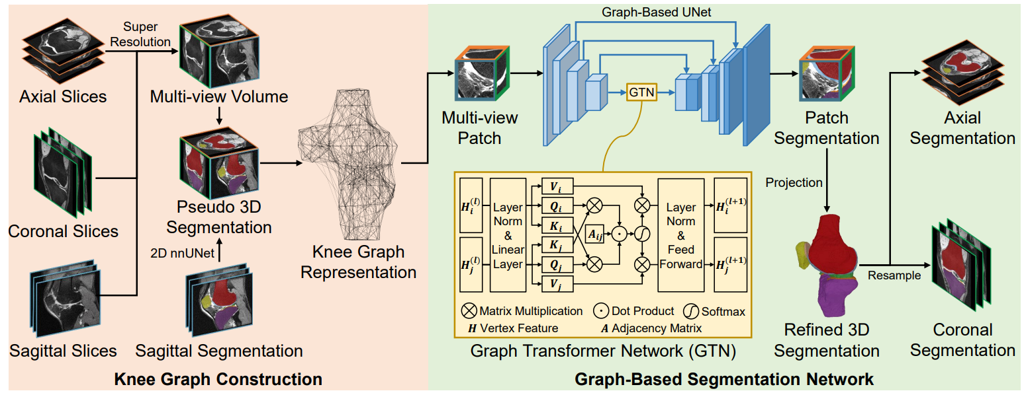 Super
Resolution
Axial Slices
Multi-view Volume
Coronal Slices
Pseudo 3D
Segmentation
2D nnUNet
Sagittal Slices
Sagittal Segmentation
Knee Graph
Representation
Knee Graph Construction
Graph-Based UNet
GTN
Multi-view
Patch
Patch
Segmentation
Axial
Segmentation
Projection
Resample
Refined 3D
Segmentation
Coronal
Segmentation
H_i^(l)
H_j^(l)
Layer
Norm
&
Linear
Layer
V_i
Q_i
K_i
K_j
Q_j
V_j
A_ij
Layer
Norm
&
Feed
Forward
H_i^(l+1)
H_j^(l+1)
Matrix Multiplication
Dot Product
Softmax
H Vertex Feature
A Adjacency Matrix
Graph Transformer Network (GTN)
Graph-Based Segmentation Network